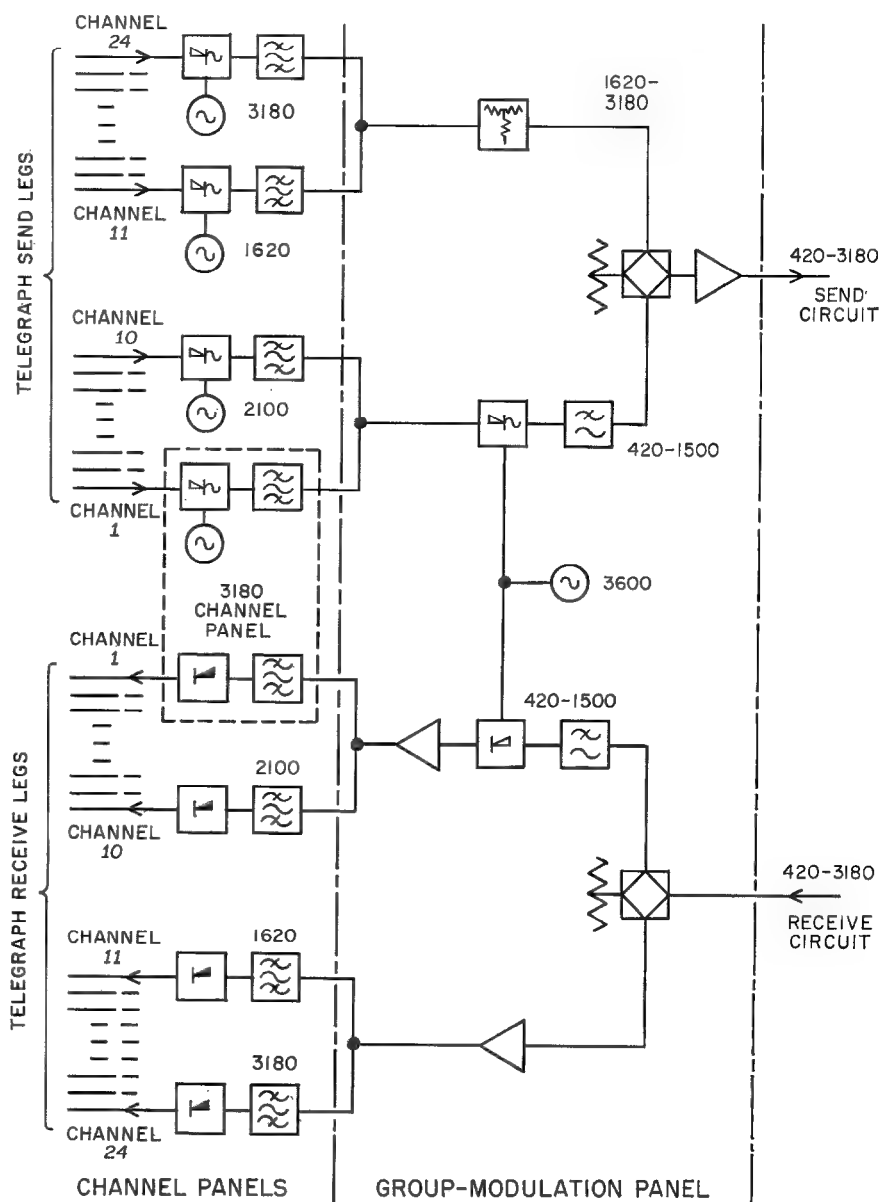 CHANNEL
24
3180
1620-
3180
CHANNEL
11
1620
TELEGRAPH SEND LEGS
420-3180
SEND
CIRCUIT
CHANNEL
10
2100
420-1500
CHANNEL
1
3180
CHANNEL
PANEL
3600
CHANNEL
1
420-1500
2100
CHANNEL
10
TELEGRAPH RECEIVE LEGS
420-3180
RECEIVE
CIRCUIT
CHANNEL
11
1620
3180
CHANNEL
24
CHANNEL PANELS
GROUP-MODULATION PANEL